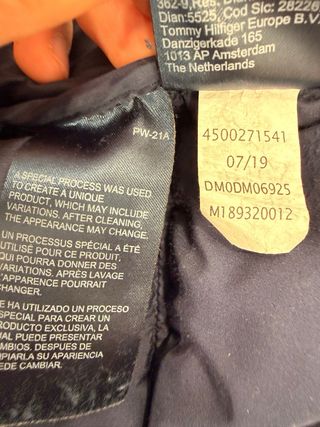 362-9, Res.
Dian:5525, Cod Sic: 28226
Tommy Hilfiger Europe B.V.
Danzigerkade 165
1013 AP Amsterdam
The Netherlands
PW-21A
A SPECIAL PROCESS WAS USED
TO CREATE A UNIQUE
PRODUCT, WHICH MAY INCLUDE
VARIATIONS. AFTER CLEANING,
THE APPEARANCE MAY CHANGE.
UN PROCESSUS SPÉCIAL A ÉTÉ
UTILISÉ POUR CE PRODUIT,
QUI POURRA DONNER DES
VARIATIONS. APRÈS LAVAGE
L'APPARENCE POURRAIT
CHANGER.
SE HA UTILIZADO UN PROCESO
ESPECIAL PARA CREAR UN
PRODUCTO EXCLUSIVA, LA
CUAL PUEDE PRESENTAR
CAMBIOS. DESPUES DE
LIMPIARLA SU APARIENCIA
PUEDE CAMBIAR.
4500271541
07/19
DM0DM06925
M189320012